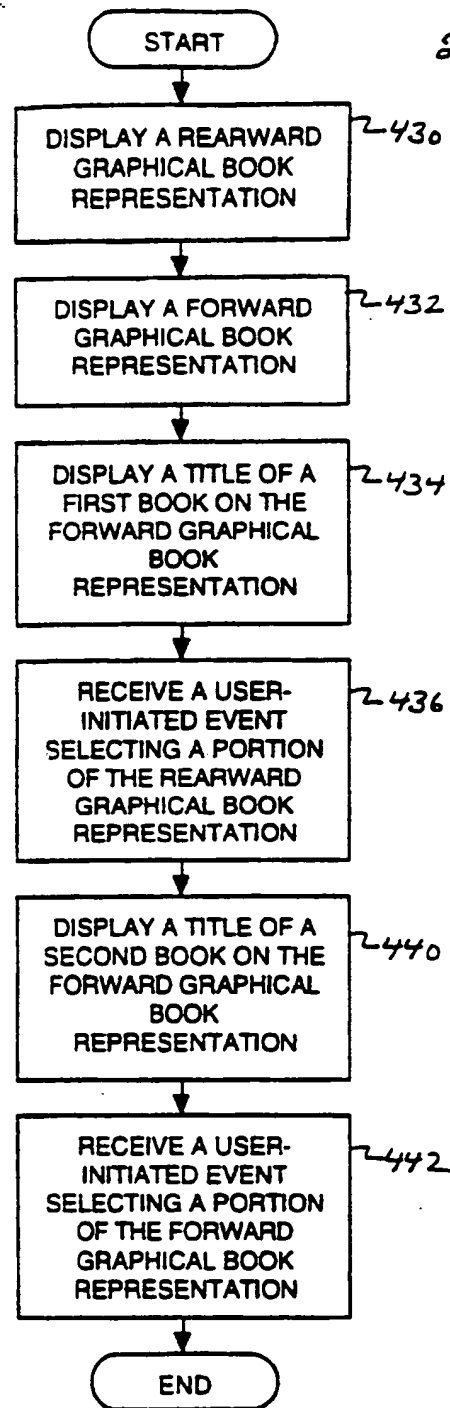 START
DISPLAY A REARWARD
GRAPHICAL BOOK
REPRESENTATION
430
DISPLAY A FORWARD
GRAPHICAL BOOK
REPRESENTATION
432
DISPLAY A TITLE OF A
FIRST BOOK ON THE
FORWARD GRAPHICAL
BOOK
REPRESENTATION
434
RECEIVE A USER-
INITIATED EVENT
SELECTING A PORTION
OF THE REARWARD
GRAPHICAL BOOK
REPRESENTATION
436
DISPLAY A TITLE OF A
SECOND BOOK ON THE
FORWARD GRAPHICAL
BOOK
REPRESENTATION
440
RECEIVE A USER-
INITIATED EVENT
SELECTING A PORTION
OF THE FORWARD
GRAPHICAL BOOK
REPRESENTATION
442
END